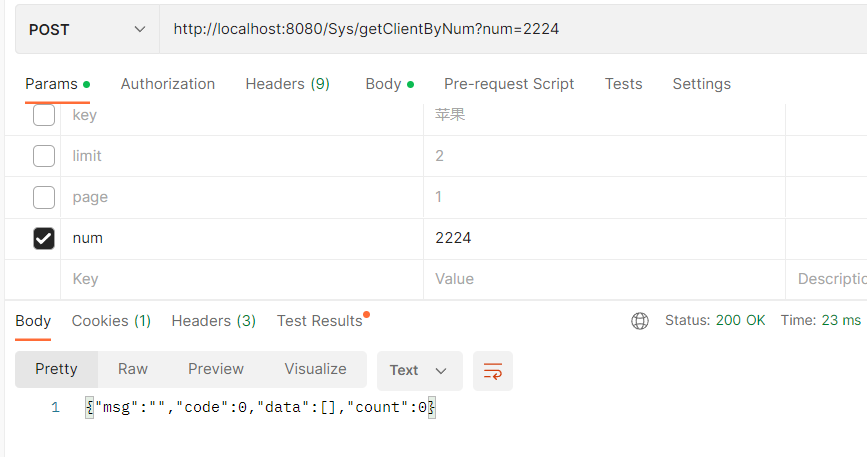 POST http://localhost:8080/Sys/getClientByNum?num=2224
Params Authorization Headers (9) Body Pre-request Script Tests Settings
key 苹果
limit 2
page 1
num 2224
Key Value Descriptio
Body Cookies (1) Headers (3) Test Results Status: 200 OK Time: 23 ms
Pretty Raw Preview Visualize Text
1 {"msg":"","code":0,"data":[],"count":0}